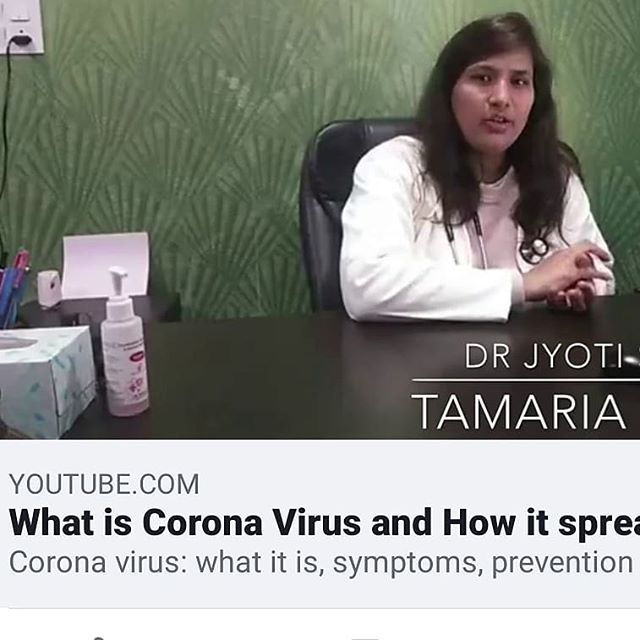 DR JYOTI
TAMARIA
YOUTUBE.COM
What is Corona Virus and How it sprea
Corona virus: what it is, symptoms, prevention